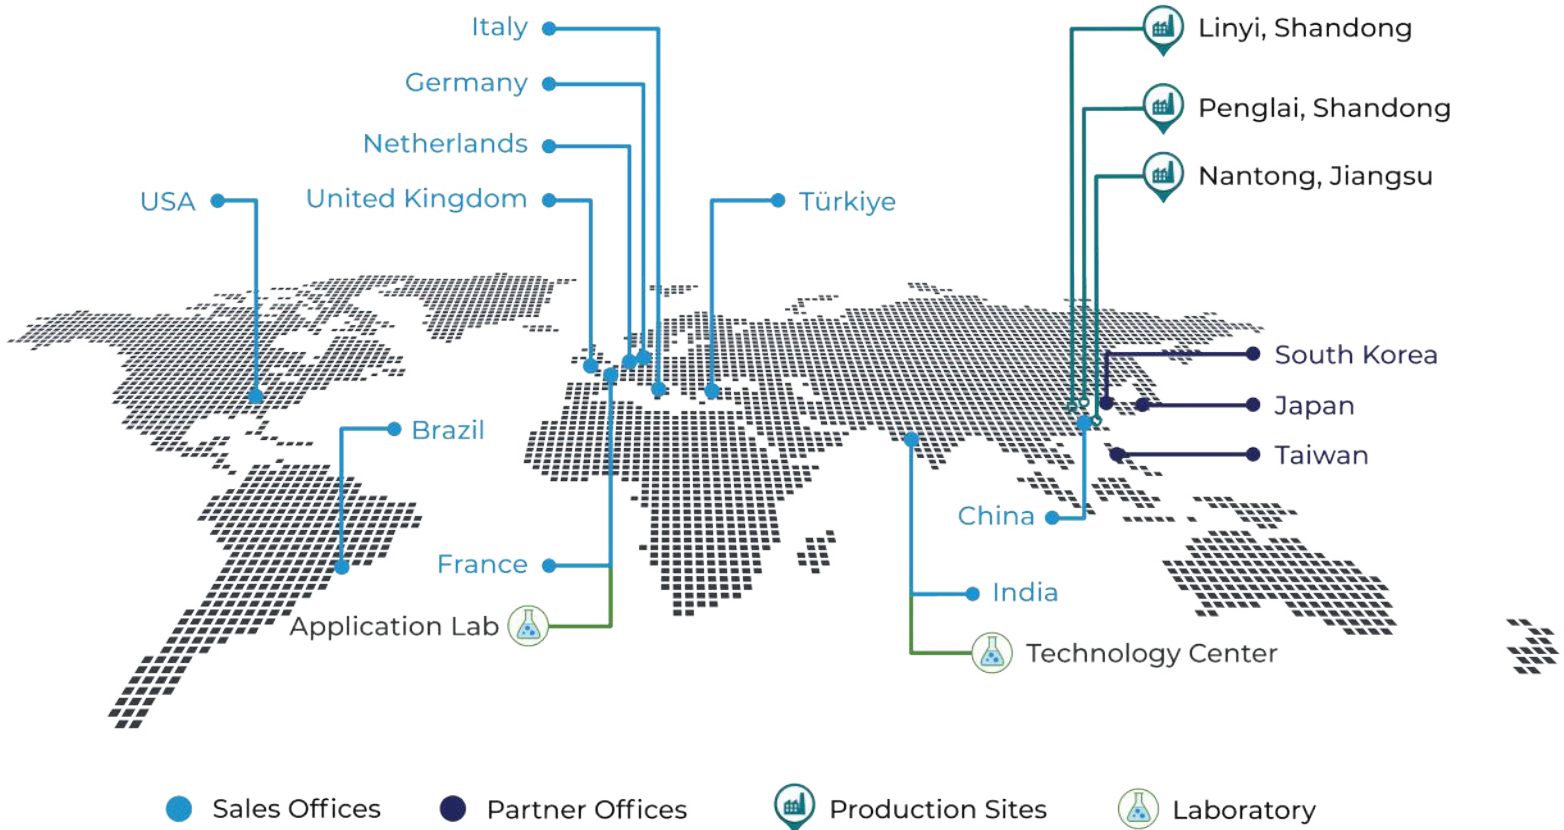 Italy
Germany
Netherlands
United Kingdom
USA
Türkiye
Linyi, Shandong
Penglai, Shandong
Nantong, Jiangsu
South Korea
Japan
Taiwan
Brazil
China
France
India
Application Lab
Technology Center
Sales Offices
Partner Offices
Production Sites
Laboratory